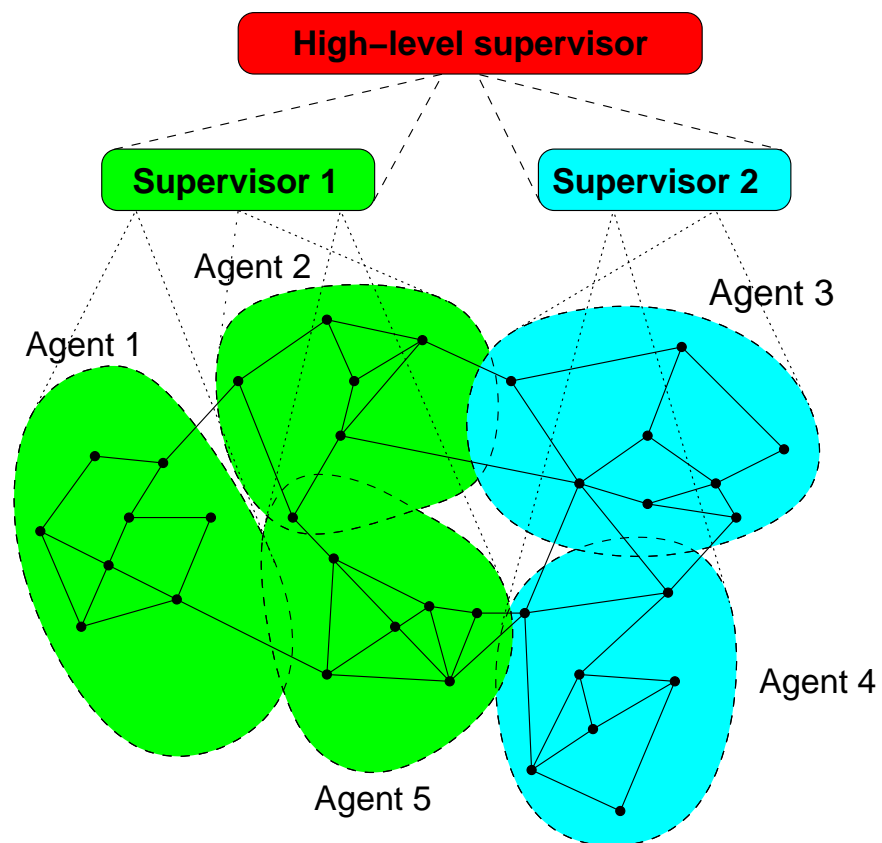 High–level supervisor
Supervisor 1
Supervisor 2
Agent 2
Agent 3
Agent 1
Agent 4
Agent 5